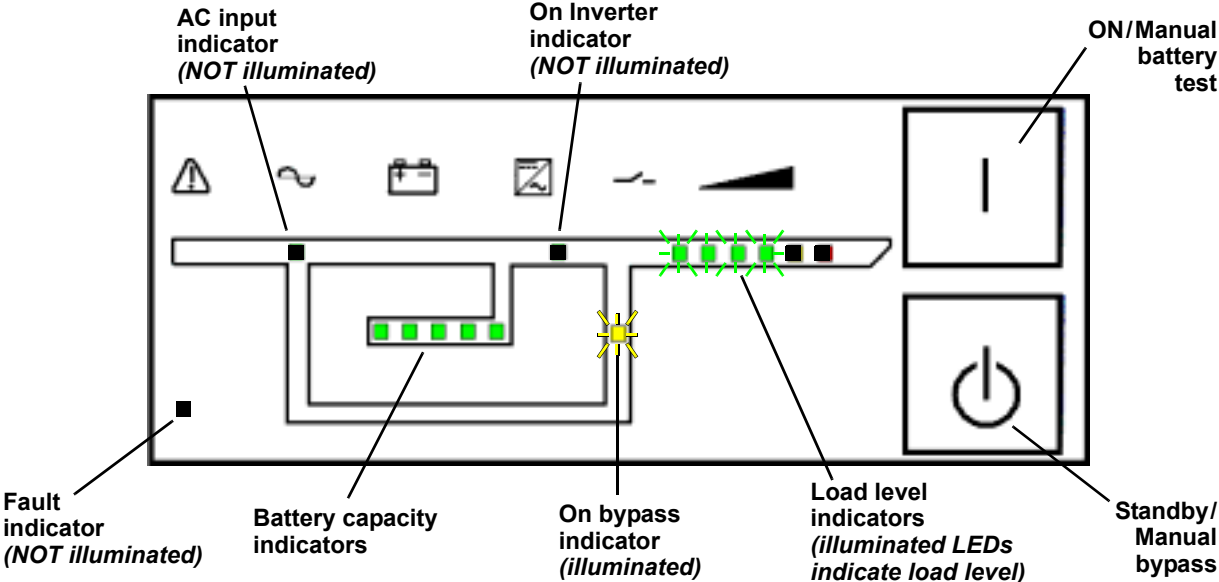 AC input
indicator
(NOT illuminated)
On Inverter
indicator
(NOT illuminated)
ON/Manual
battery
test
Fault
indicator
(NOT illuminated)
Battery capacity
indicators
On bypass
indicator
(illuminated)
Load level
indicators
(illuminated LEDs
indicate load level)
Standby/
Manual
bypass